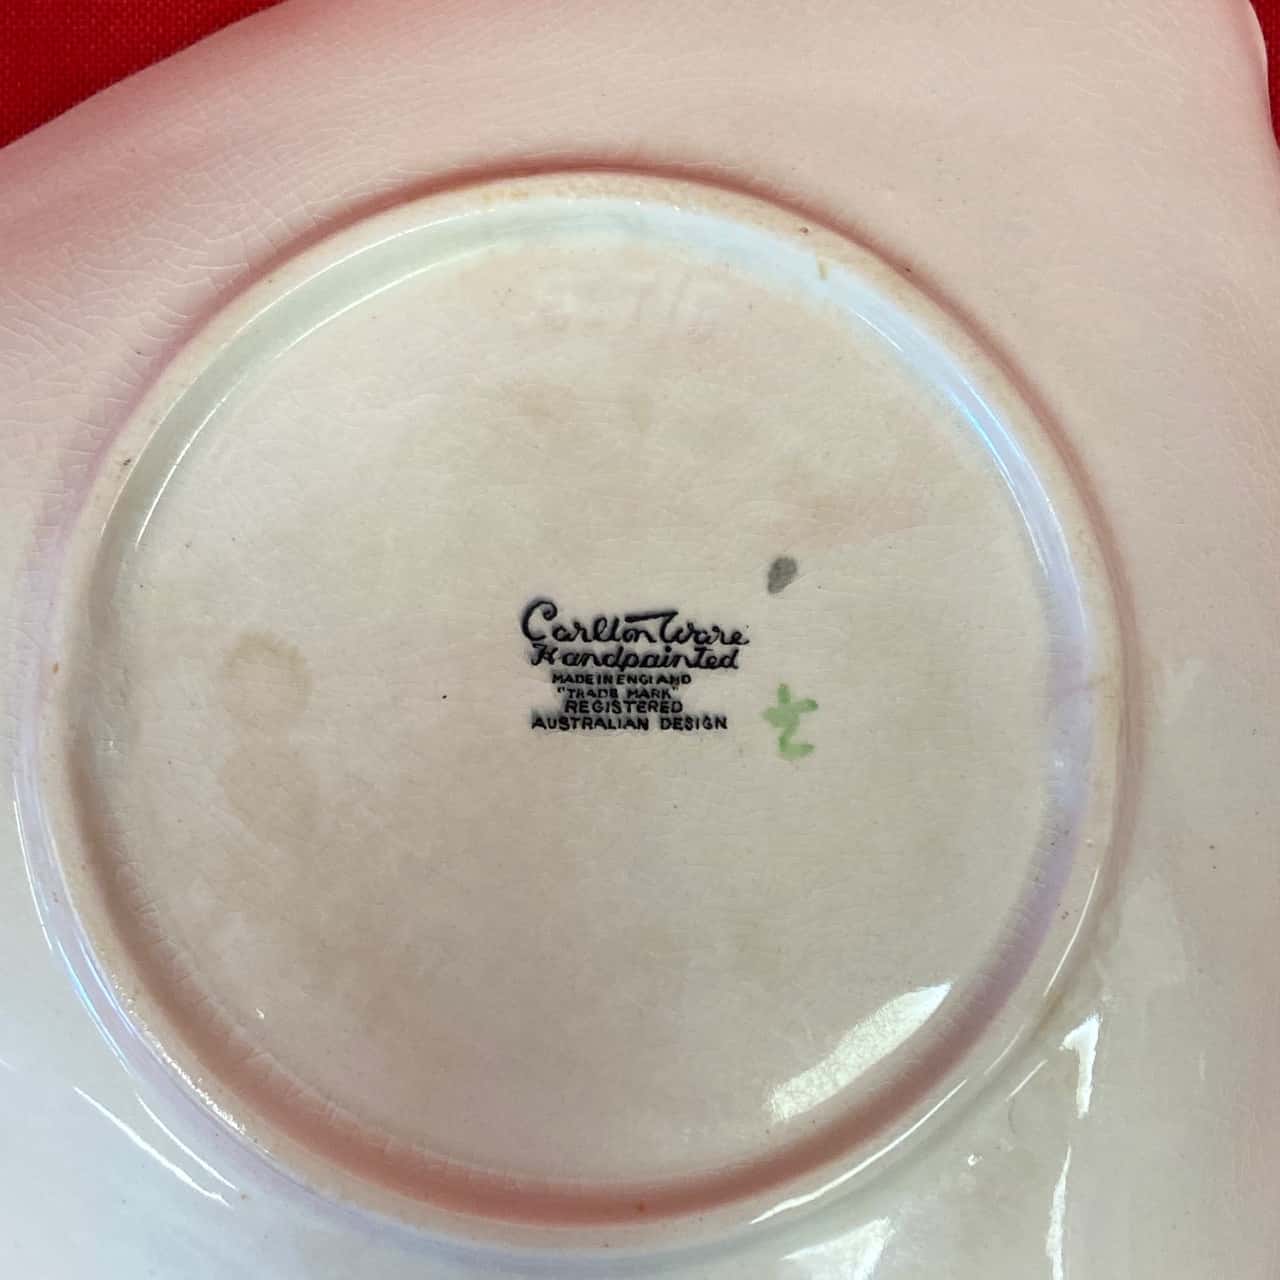 Carlton Ware
Handpainted
MADE IN ENGLAND
"TRADE MARK"
REGISTERED
AUSTRALIAN DESIGN